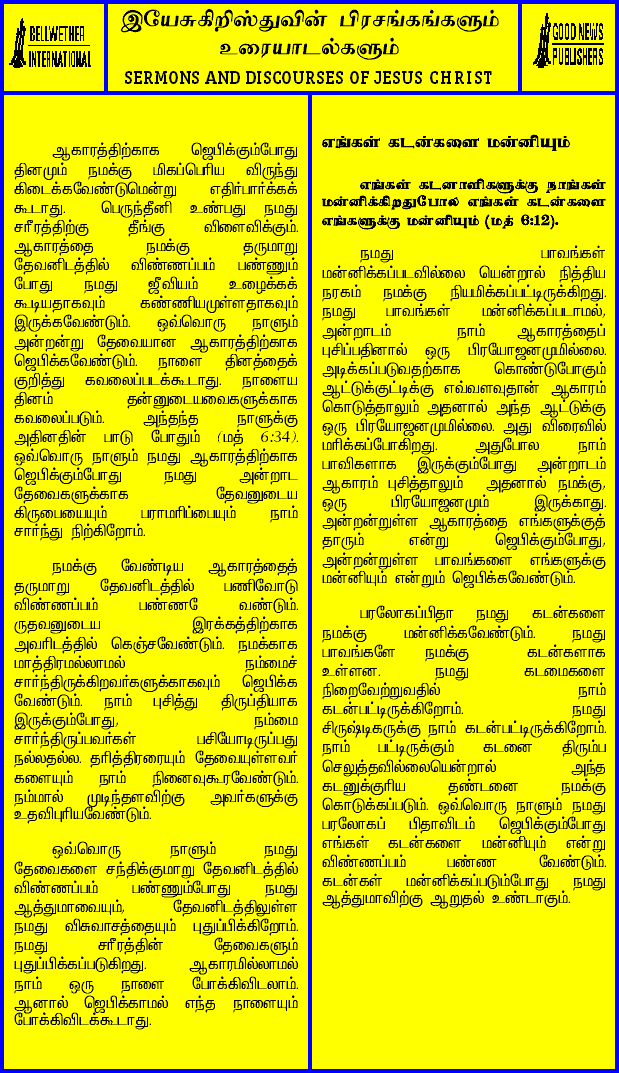 BELLWETHER
INTERNATIONAL
இயேசுகிறிஸ்துவின் பிரசங்கங்களும்
உரையாடல்களும்
SERMONS AND DISCOURSES OF JESUS CHRIST
GOOD NEWS
PUBLISHERS
ஆகாரத்திற்காக ஜெபிக்கும்போது
தினமும் நமக்கு மிகப்பெரிய விருந்து
கிடைக்கவேண்டுமென்று எதிர்பார்க்கக்
கூடாது. பெருந்தீனி உண்பது நமது
சரீரத்திற்கு தீங்கு விளைவிக்கும்.
ஆகாரத்தை நமக்கு தருமாறு
தேவனிடத்தில் விண்ணப்பம் பண்ணும்
போது நமது ஜீவியம் உழைக்கக்
கூடியதாகவும் கண்ணியமுள்ளதாகவும்
இருக்கவேண்டும். ஒவ்வொரு நாளும்
அன்றன்று தேவையான ஆகாரத்திற்காக
ஜெபிக்கவேண்டும். நாளை தினத்தைக்
குறித்து கவலைப்படக்கூடாது. நாளைய
தினம் தன்னுடையவைகளுக்காக
கவலைப்படும். அந்தந்த நாளுக்கு
அதினதின் பாடு போதும் (மத் 6:34).
ஒவ்வொரு நாளும் நமது ஆகாரத்திற்காக
ஜெபிக்கும்போது நமது அன்றாட
தேவைகளுக்காக தேவனுடைய
கிருபையையும் பராமரிப்பையும் நாம்
சார்ந்து நிற்கிறோம்.
நமக்கு வேண்டிய ஆகாரத்தைத்
தருமாறு தேவனிடத்தில் பணிவோடு
விண்ணப்பம் பண்ணே வண்டும்.
ருதவனுடைய இரக்கத்திற்காக
அவரிடத்தில் கெஞ்சவேண்டும். நமக்காக
மாத்திரமல்லாமல் நம்மைச்
சார்ந்திருக்கிறவர்களுக்காகவும் ஜெபிக்க
வேண்டும். நாம் புசித்து திருப்தியாக
இருக்கும்போது, நம்மை
சார்ந்திருப்பவர்கள் பசியோடிருப்பது
நல்லதல்ல. தரித்திரரையும் தேவையுள்ளவர்
களையும் நாம் நினைவுகூரவேண்டும்.
நம்மால் முடிந்தளவிற்கு அவர்களுக்கு
உதவிபுரியவேண்டும்.
ஒவ்வொரு நாளும் நமது
தேவைகளை சந்திக்குமாறு தேவனிடத்தில்
விண்ணப்பம் பண்ணும்போது நமது
ஆத்துமாவையும், தேவனிடத்திலுள்ள
நமது விசுவாசத்தையும் புதுப்பிக்கிறோம்.
நமது சரீரத்தின் தேவைகளும்
புதுப்பிக்கப்படுகிறது. ஆகாரமில்லாமல்
நாம் ஒரு நாளை போக்கிவிடலாம்.
ஆனால் ஜெபிக்காமல் எந்த நாளையும்
போக்கிவிடக்கூடாது.
எங்கள் கடன்களை மன்னியும்
எங்கள் கடனாளிகளுக்கு நாங்கள்
மன்னிக்கிறதுபோல எங்கள் கடன்களை
எங்களுக்கு மன்னியும் (மத் 6:12).
நமது பாவங்கள்
மன்னிக்கப்படவில்லை யென்றால் நித்திய
நரகம் நமக்கு நியமிக்கப்பட்டிருக்கிறது.
நமது பாவங்கள் மன்னிக்கப்படாமல்,
அன்றாடம் நாம் ஆகாரத்தைப்
புசிப்பதினால் ஒரு பிரயோஜனமுமில்லை.
அடிக்கப்படுவதற்காக கொண்டுபோகும்
ஆட்டுக்குட்டிக்கு எவ்வளவுதான் ஆகாரம்
கொடுத்தாலும் அதனால் அந்த ஆட்டுக்கு
ஒரு பிரயோஜனமுமில்லை. அது விரைவில்
மரிக்கப்போகிறது. அதுபோல நாம்
பாவிகளாக இருக்கும்போது அன்றாடம்
ஆகாரம் புசித்தாலும் அதனால் நமக்கு,
ஒரு பிரயோஜனமும் இருக்காது.
அன்றன்றுள்ள ஆகாரத்தை எங்களுக்குத்
தாரும் என்று ஜெபிக்கும்போது,
அன்றன்றுள்ள பாவங்களை எங்களுக்கு
மன்னியும் என்றும் ஜெபிக்கவேண்டும்.
பரலோகப்பிதா நமது கடன்களை
நமக்கு மன்னிக்கவேண்டும். நமது
பாவங்களே நமக்கு கடன்களாக
உள்ளன. நமது கடமைகளை
நிறைவேற்றுவதில் நாம்
கடன்பட்டிருக்கிறோம். நமது
சிருஷ்டிகருக்கு நாம் கடன்பட்டிருக்கிறோம்.
நாம் பட்டிருக்கும் கடனை திரும்ப
செலுத்தவில்லையென்றால் அந்த
கடனுக்குரிய தண்டனை நமக்கு
கொடுக்கப்படும். ஒவ்வொரு நாளும் நமது
பரலோகப் பிதாவிடம் ஜெபிக்கும்போது
எங்கள் கடன்களை மன்னியும் என்று
விண்ணப்பம் பண்ண வேண்டும்.
கடன்கள் மன்னிக்கப்படும்போது நமது
ஆத்துமாவிற்கு ஆறுதல் உண்டாகும்.